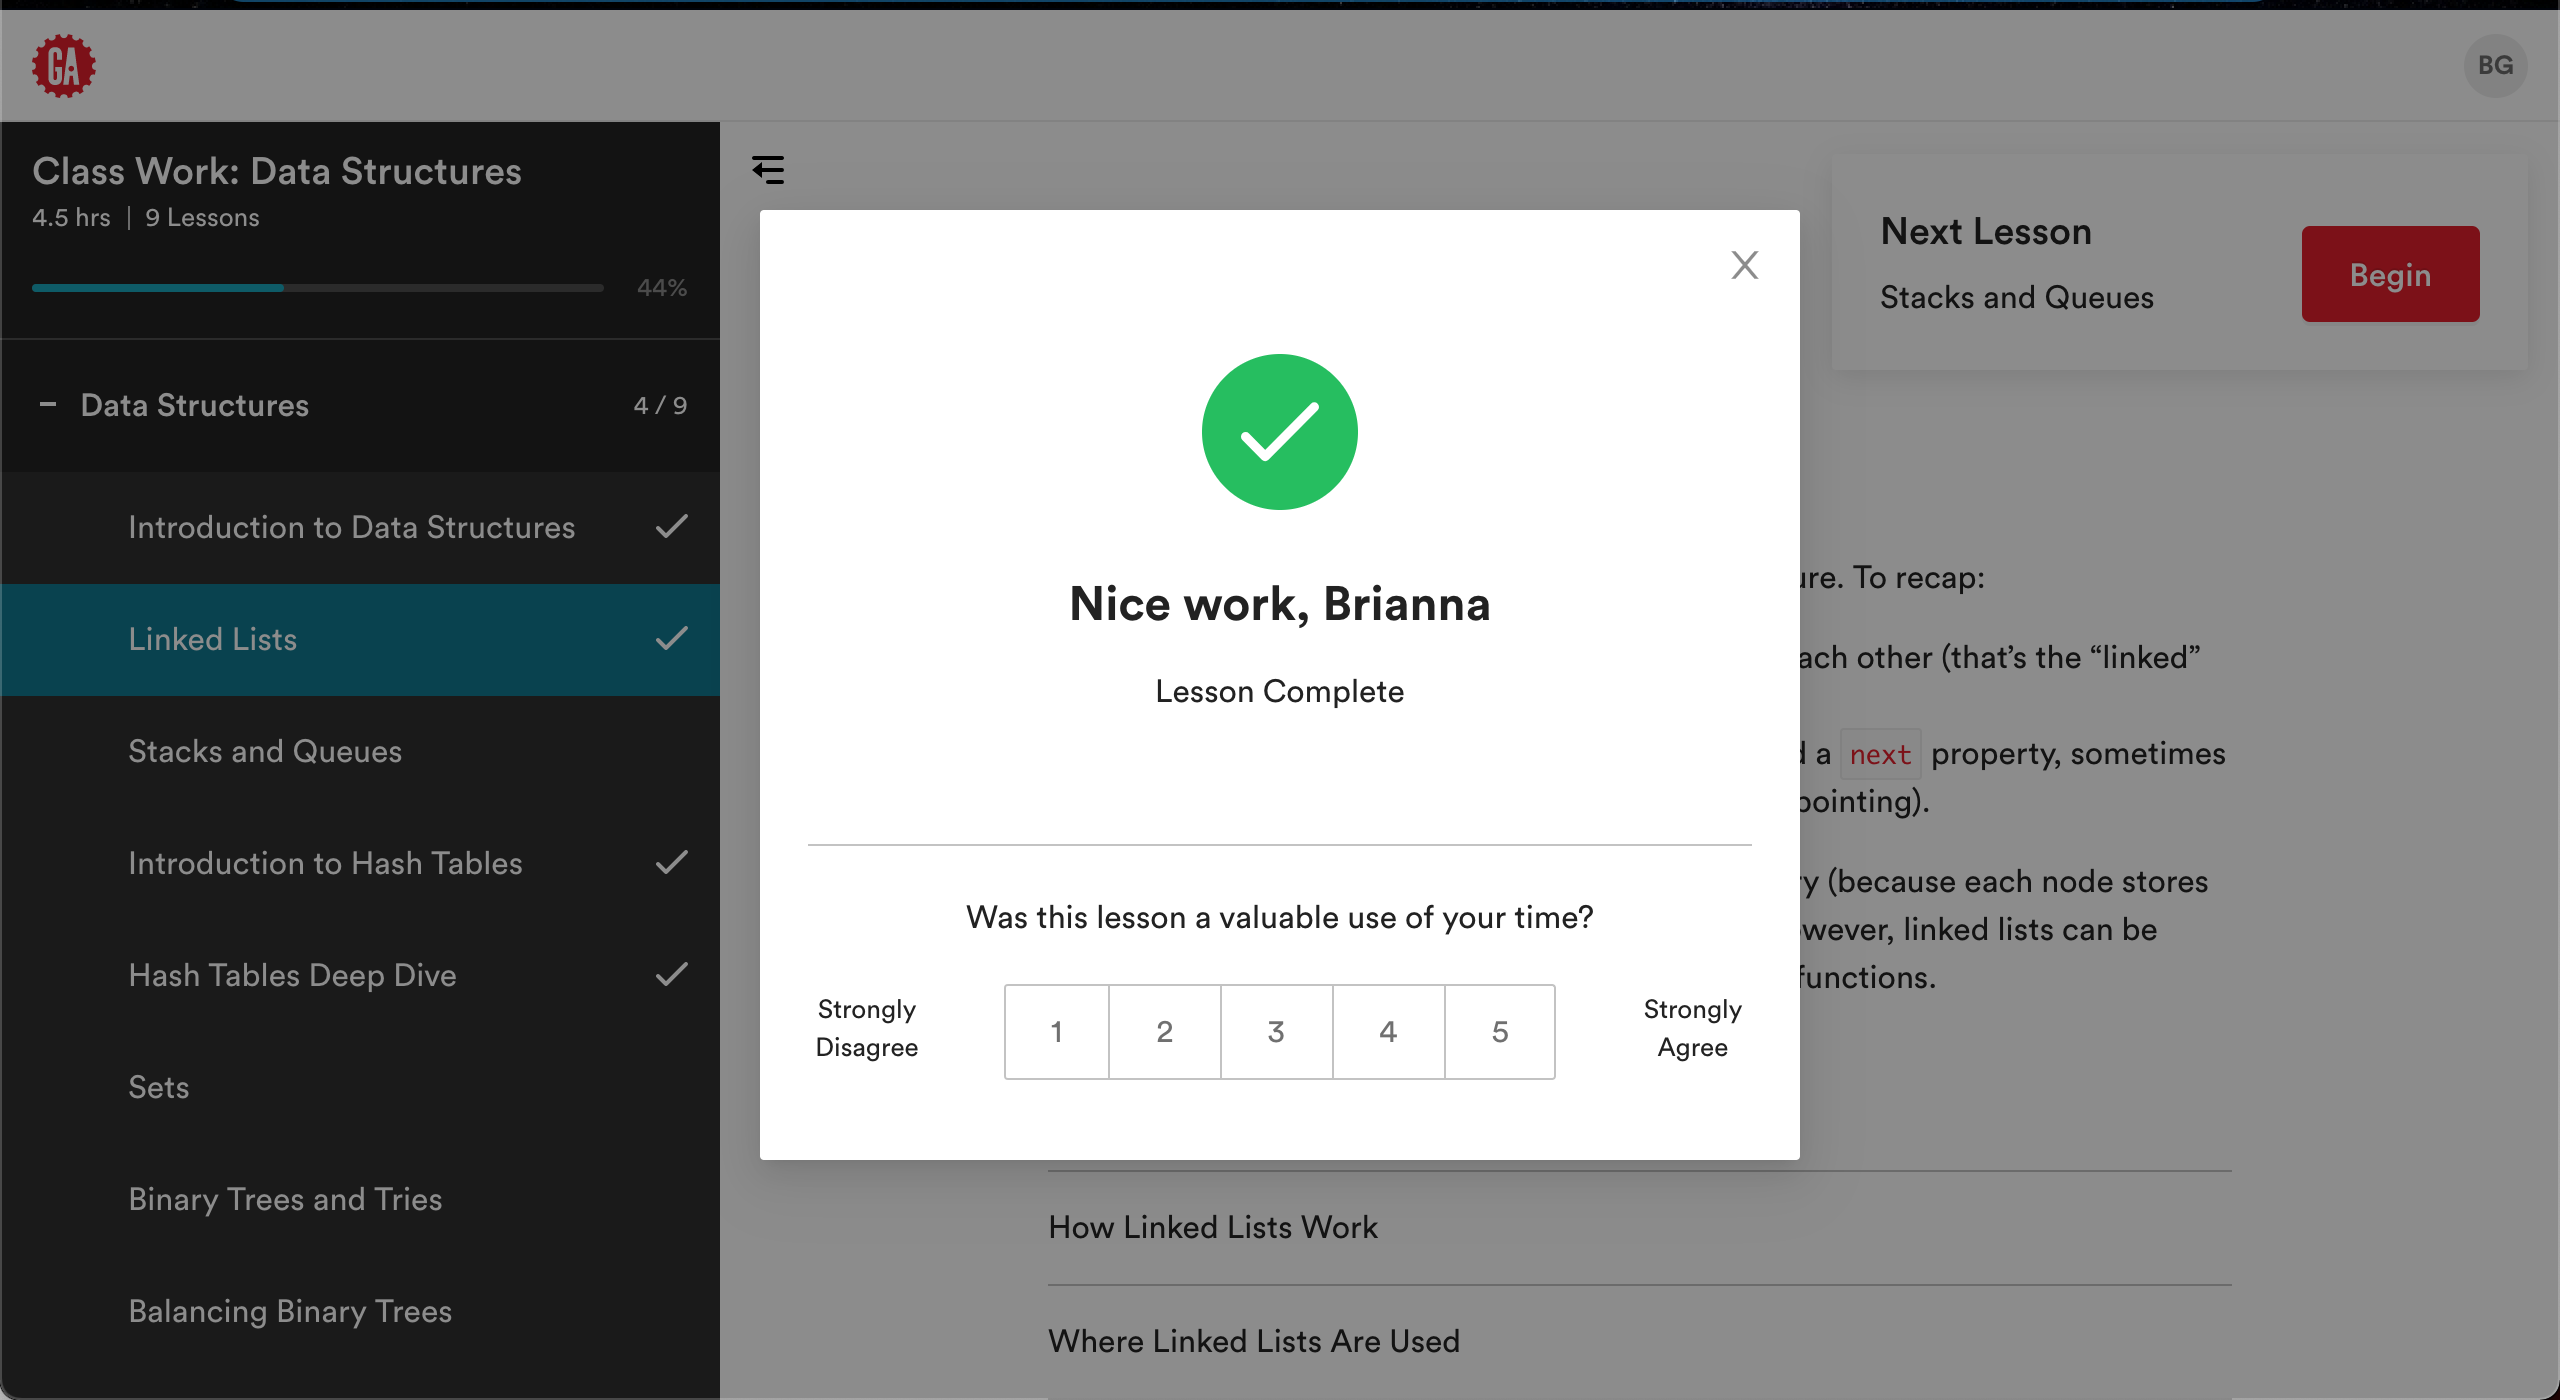 GA
BG
Class Work: Data Structures
4.5 hrs | 9 Lessons
44%
Data Structures
4 / 9
Introduction to Data Structures
Linked Lists
Stacks and Queues
Introduction to Hash Tables
Hash Tables Deep Dive
Sets
Binary Trees and Tries
Balancing Binary Trees
Next Lesson
Stacks and Queues
Begin
X
Nice work, Brianna
Lesson Complete
Was this lesson a valuable use of your time?
Strongly
Disagree
1 2 3 4 5
Strongly
Agree
To recap:
other (that’s the “linked”
a next property, sometimes
pointing).
(because each node stores
linked lists can be
functions.
How Linked Lists Work
Where Linked Lists Are Used